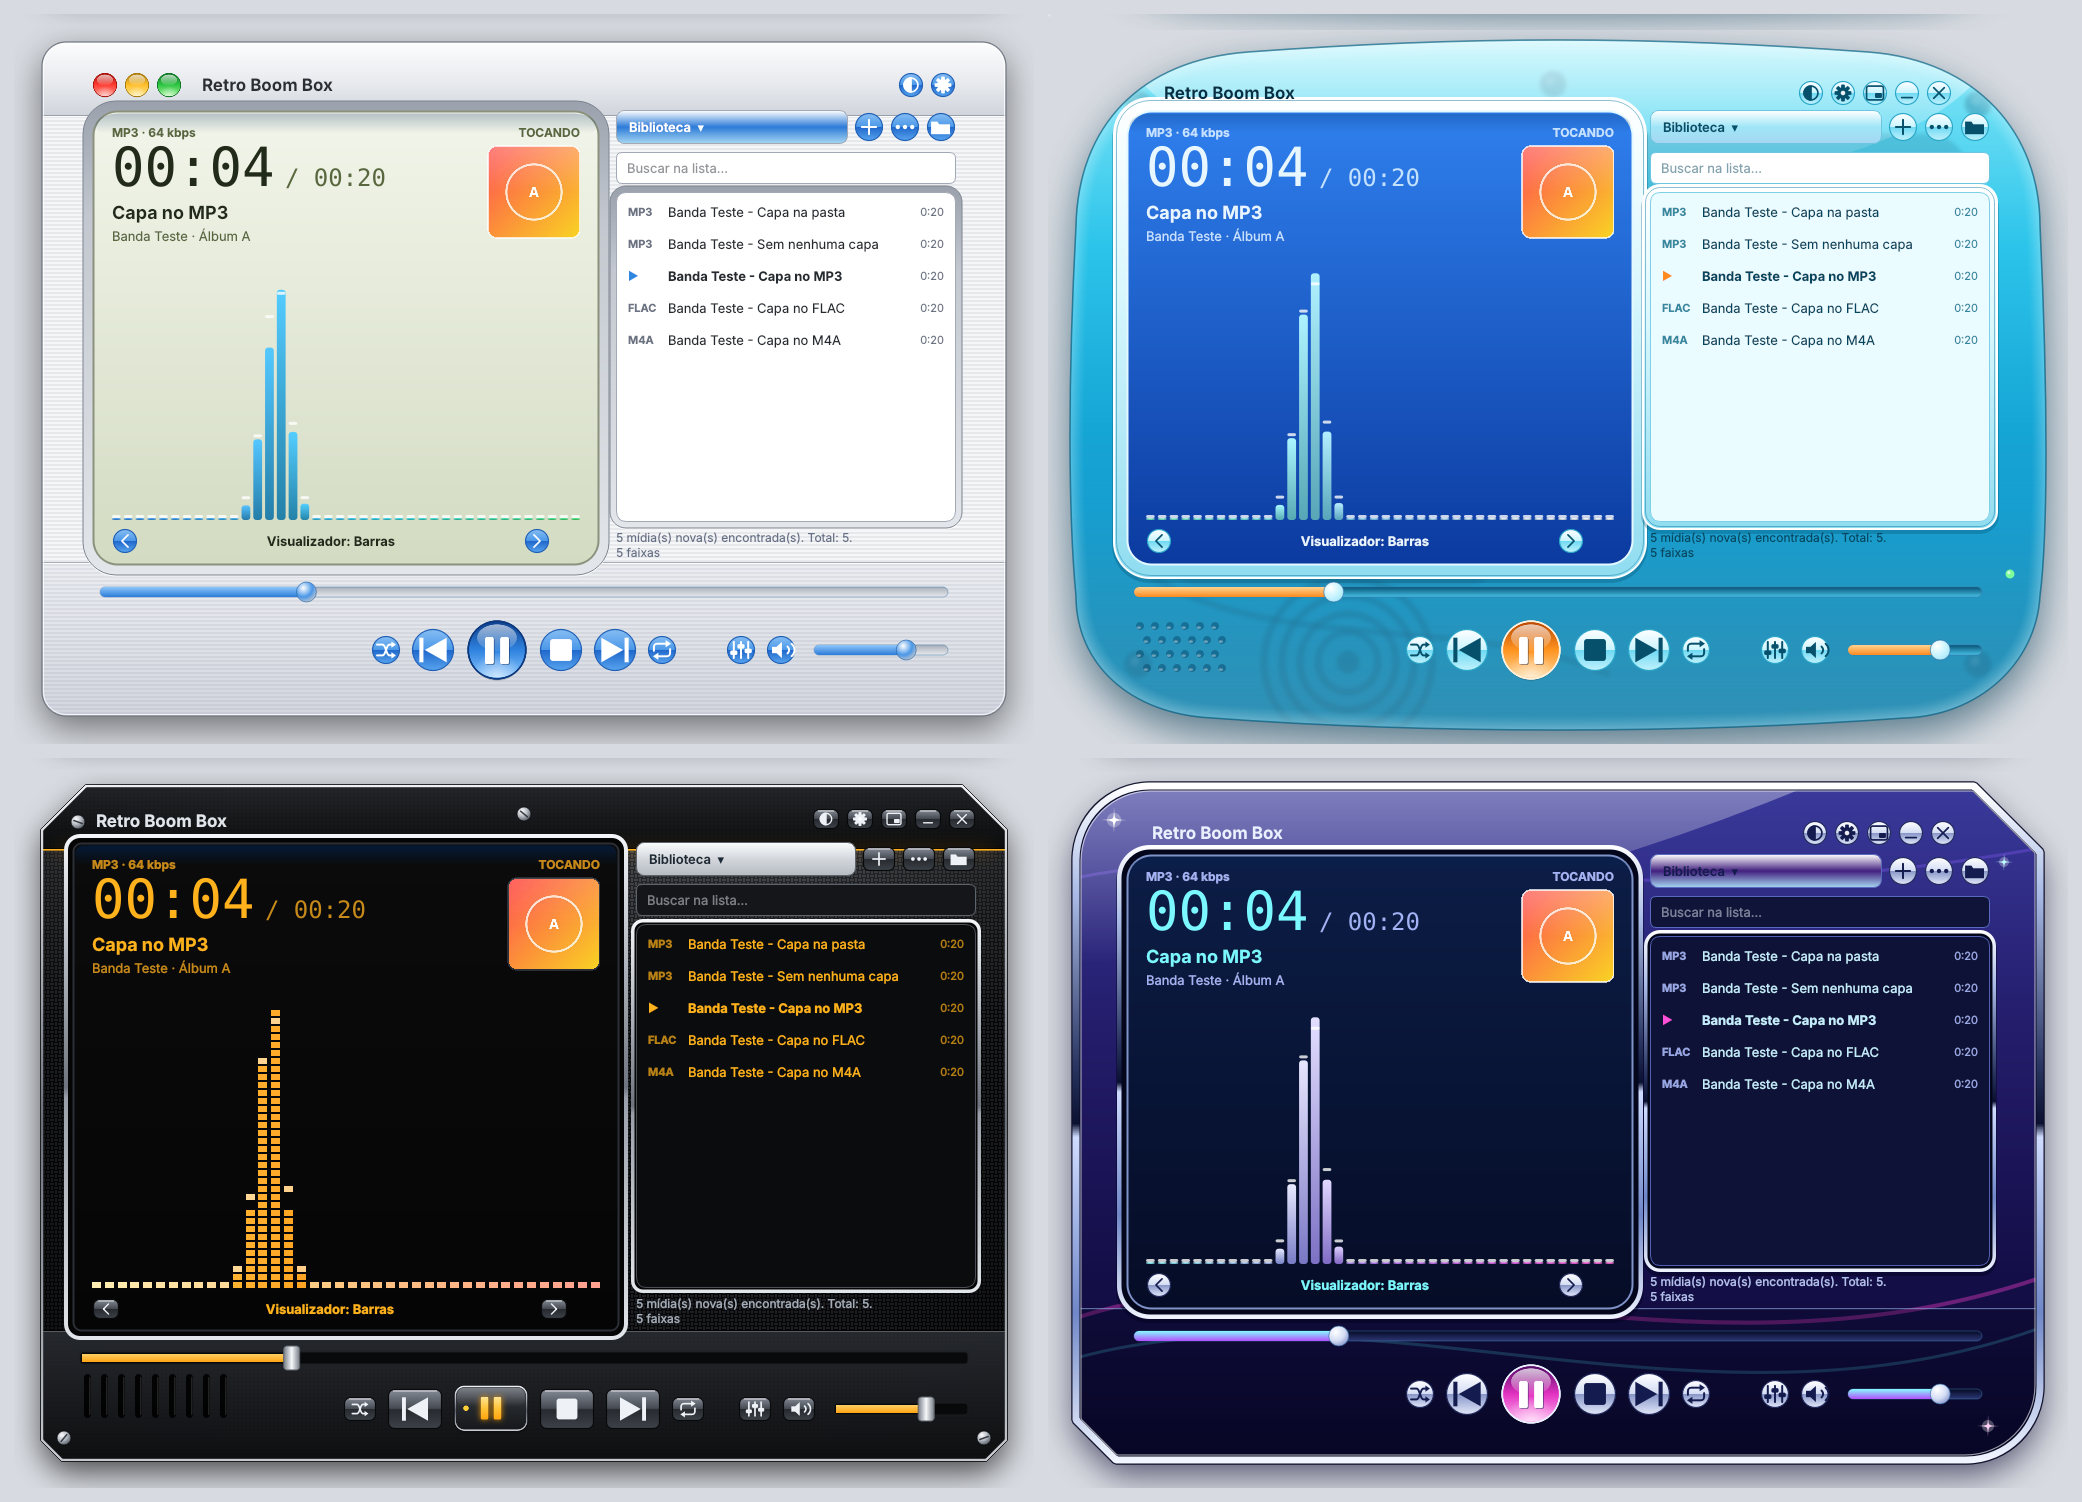 Retro Boom Box
MP3 · 64 kbps
TOCANDO
00:04 / 00:20
Capa no MP3
Banda Teste · Álbum A
A
Visualizador: Barras
Biblioteca ▾
Buscar na lista...
MP3 Banda Teste - Capa na pasta 0:20
MP3 Banda Teste - Sem nenhuma capa 0:20
Banda Teste - Capa no MP3 0:20
FLAC Banda Teste - Capa no FLAC 0:20
M4A Banda Teste - Capa no M4A 0:20
5 mídia(s) nova(s) encontrada(s). Total: 5.
5 faixas
Retro Boom Box
MP3 · 64 kbps
TOCANDO
00:04 / 00:20
Capa no MP3
Banda Teste · Álbum A
A
Visualizador: Barras
Biblioteca ▾
Buscar na lista...
MP3 Banda Teste - Capa na pasta 0:20
MP3 Banda Teste - Sem nenhuma capa 0:20
Banda Teste - Capa no MP3 0:20
FLAC Banda Teste - Capa no FLAC 0:20
M4A Banda Teste - Capa no M4A 0:20
5 mídia(s) nova(s) encontrada(s). Total: 5.
5 faixas
Retro Boom Box
MP3 · 64 kbps
TOCANDO
00:04 / 00:20
Capa no MP3
Banda Teste · Álbum A
A
Visualizador: Barras
Biblioteca ▾
Buscar na lista...
MP3 Banda Teste - Capa na pasta 0:20
MP3 Banda Teste - Sem nenhuma capa 0:20
Banda Teste - Capa no MP3 0:20
FLAC Banda Teste - Capa no FLAC 0:20
M4A Banda Teste - Capa no M4A 0:20
5 mídia(s) nova(s) encontrada(s). Total: 5.
5 faixas
Retro Boom Box
MP3 · 64 kbps
TOCANDO
00:04 / 00:20
Capa no MP3
Banda Teste · Álbum A
A
Visualizador: Barras
Biblioteca ▾
Buscar na lista...
MP3 Banda Teste - Capa na pasta 0:20
MP3 Banda Teste - Sem nenhuma capa 0:20
Banda Teste - Capa no MP3 0:20
FLAC Banda Teste - Capa no FLAC 0:20
M4A Banda Teste - Capa no M4A 0:20
5 mídia(s) nova(s) encontrada(s). Total: 5.
5 faixas